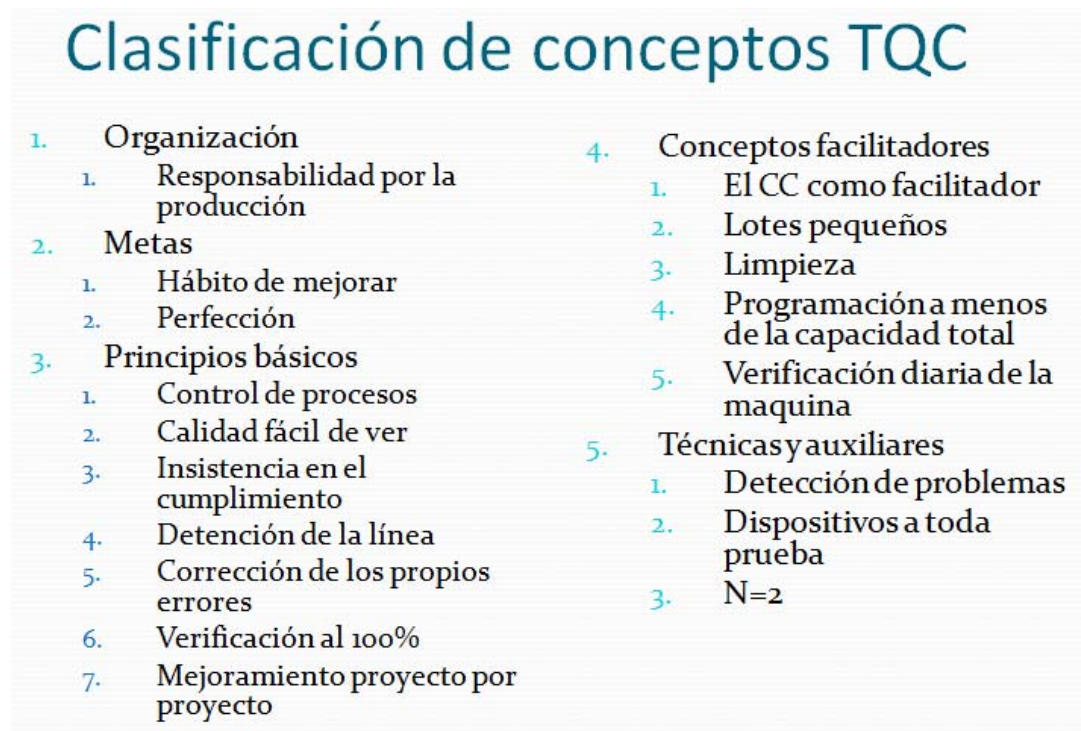 Clasificación de conceptos TQC
1. Organización
1. Responsabilidad por la
producción
2. Metas
1. Hábito de mejorar
2. Perfección
3. Principios básicos
1. Control de procesos
2. Calidad fácil de ver
3. Insistencia en el
cumplimiento
4. Detención de la línea
5. Corrección de los propios
errores
6. Verificación al 100%
7. Mejoramiento proyecto por
proyecto
4. Conceptos facilitadores
1. El CC como facilitador
2. Lotes pequeños
3. Limpieza
4. Programación a menos
de la capacidad total
5. Verificación diaria de la
maquina
5. Técnicas y auxiliares
1. Detección de problemas
2. Dispositivos a toda
prueba
3. N=2